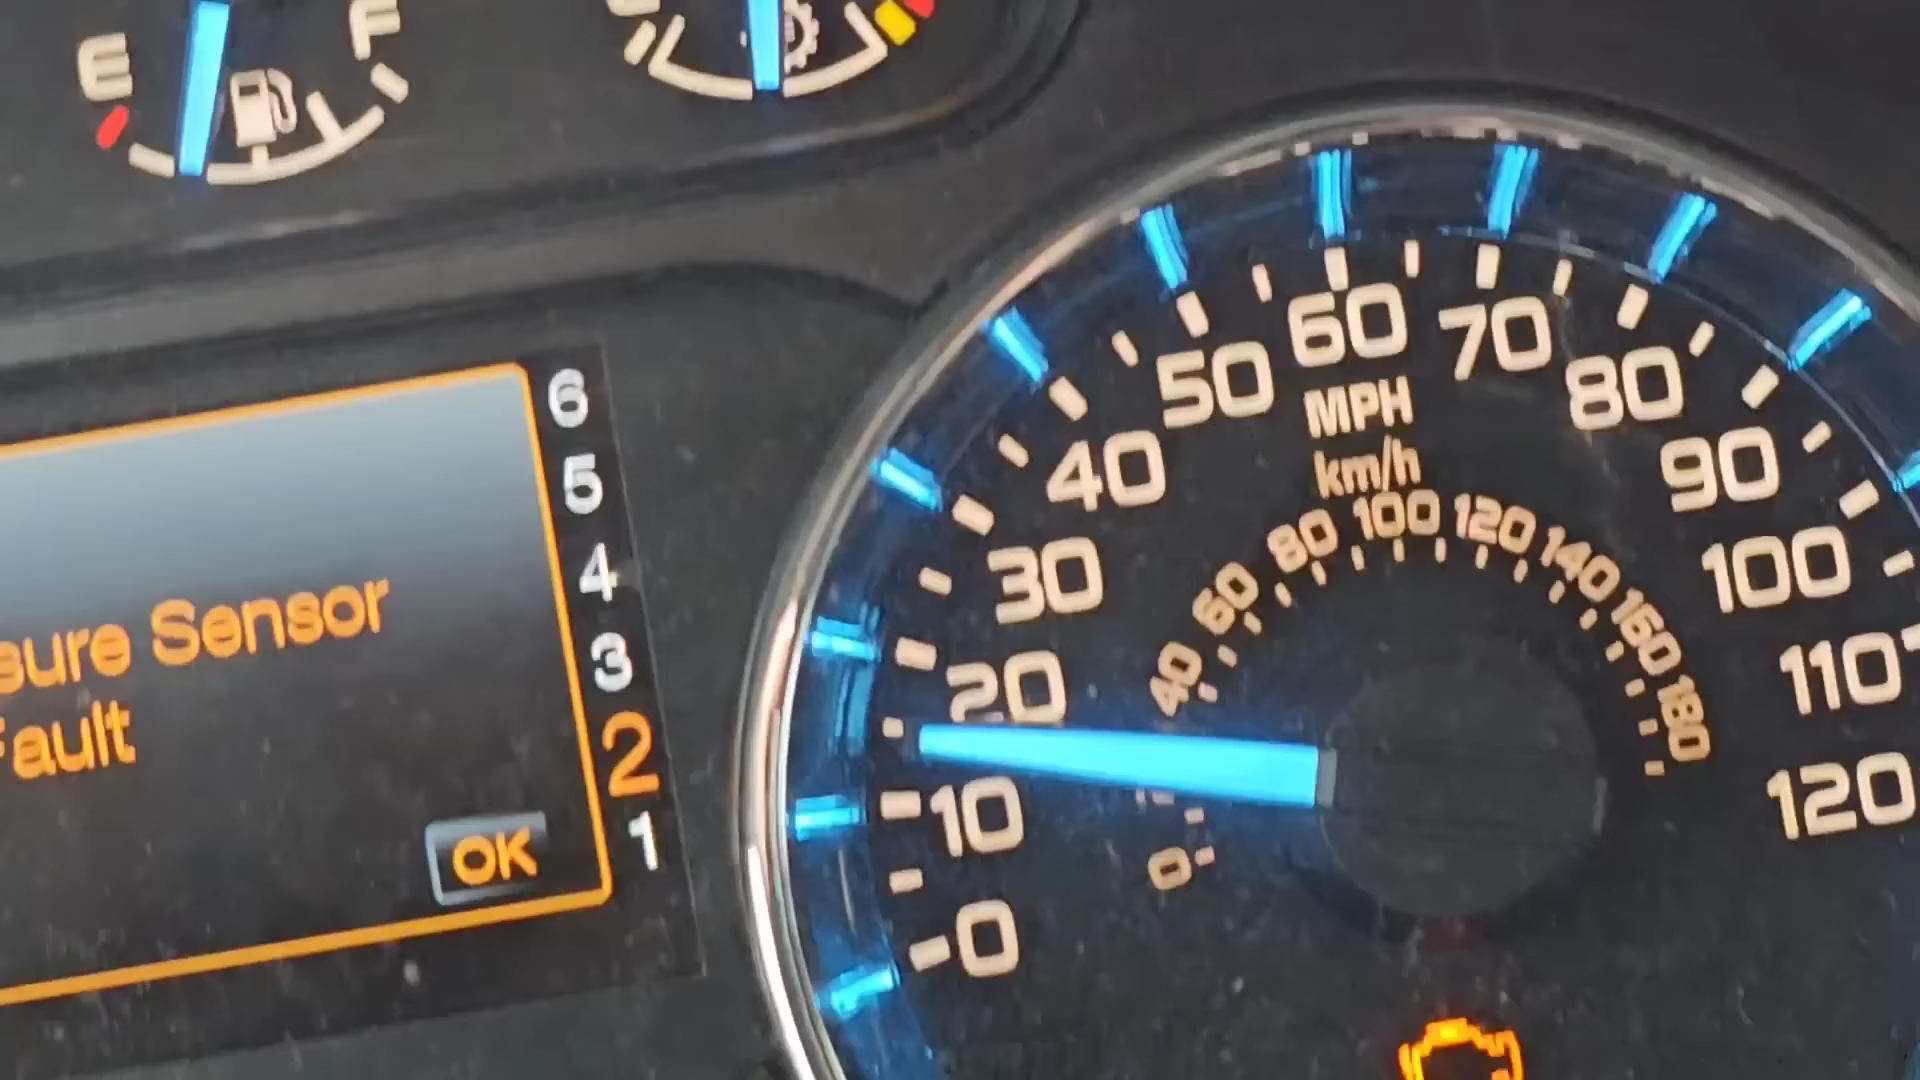 E F
6
5
4
3
2
1
sure Sensor
Fault
OK
0 10 20 30 40 50 60 70 80 90 100 110 120
MPH
km/h
0 40 60 80 100 120 140 160 180